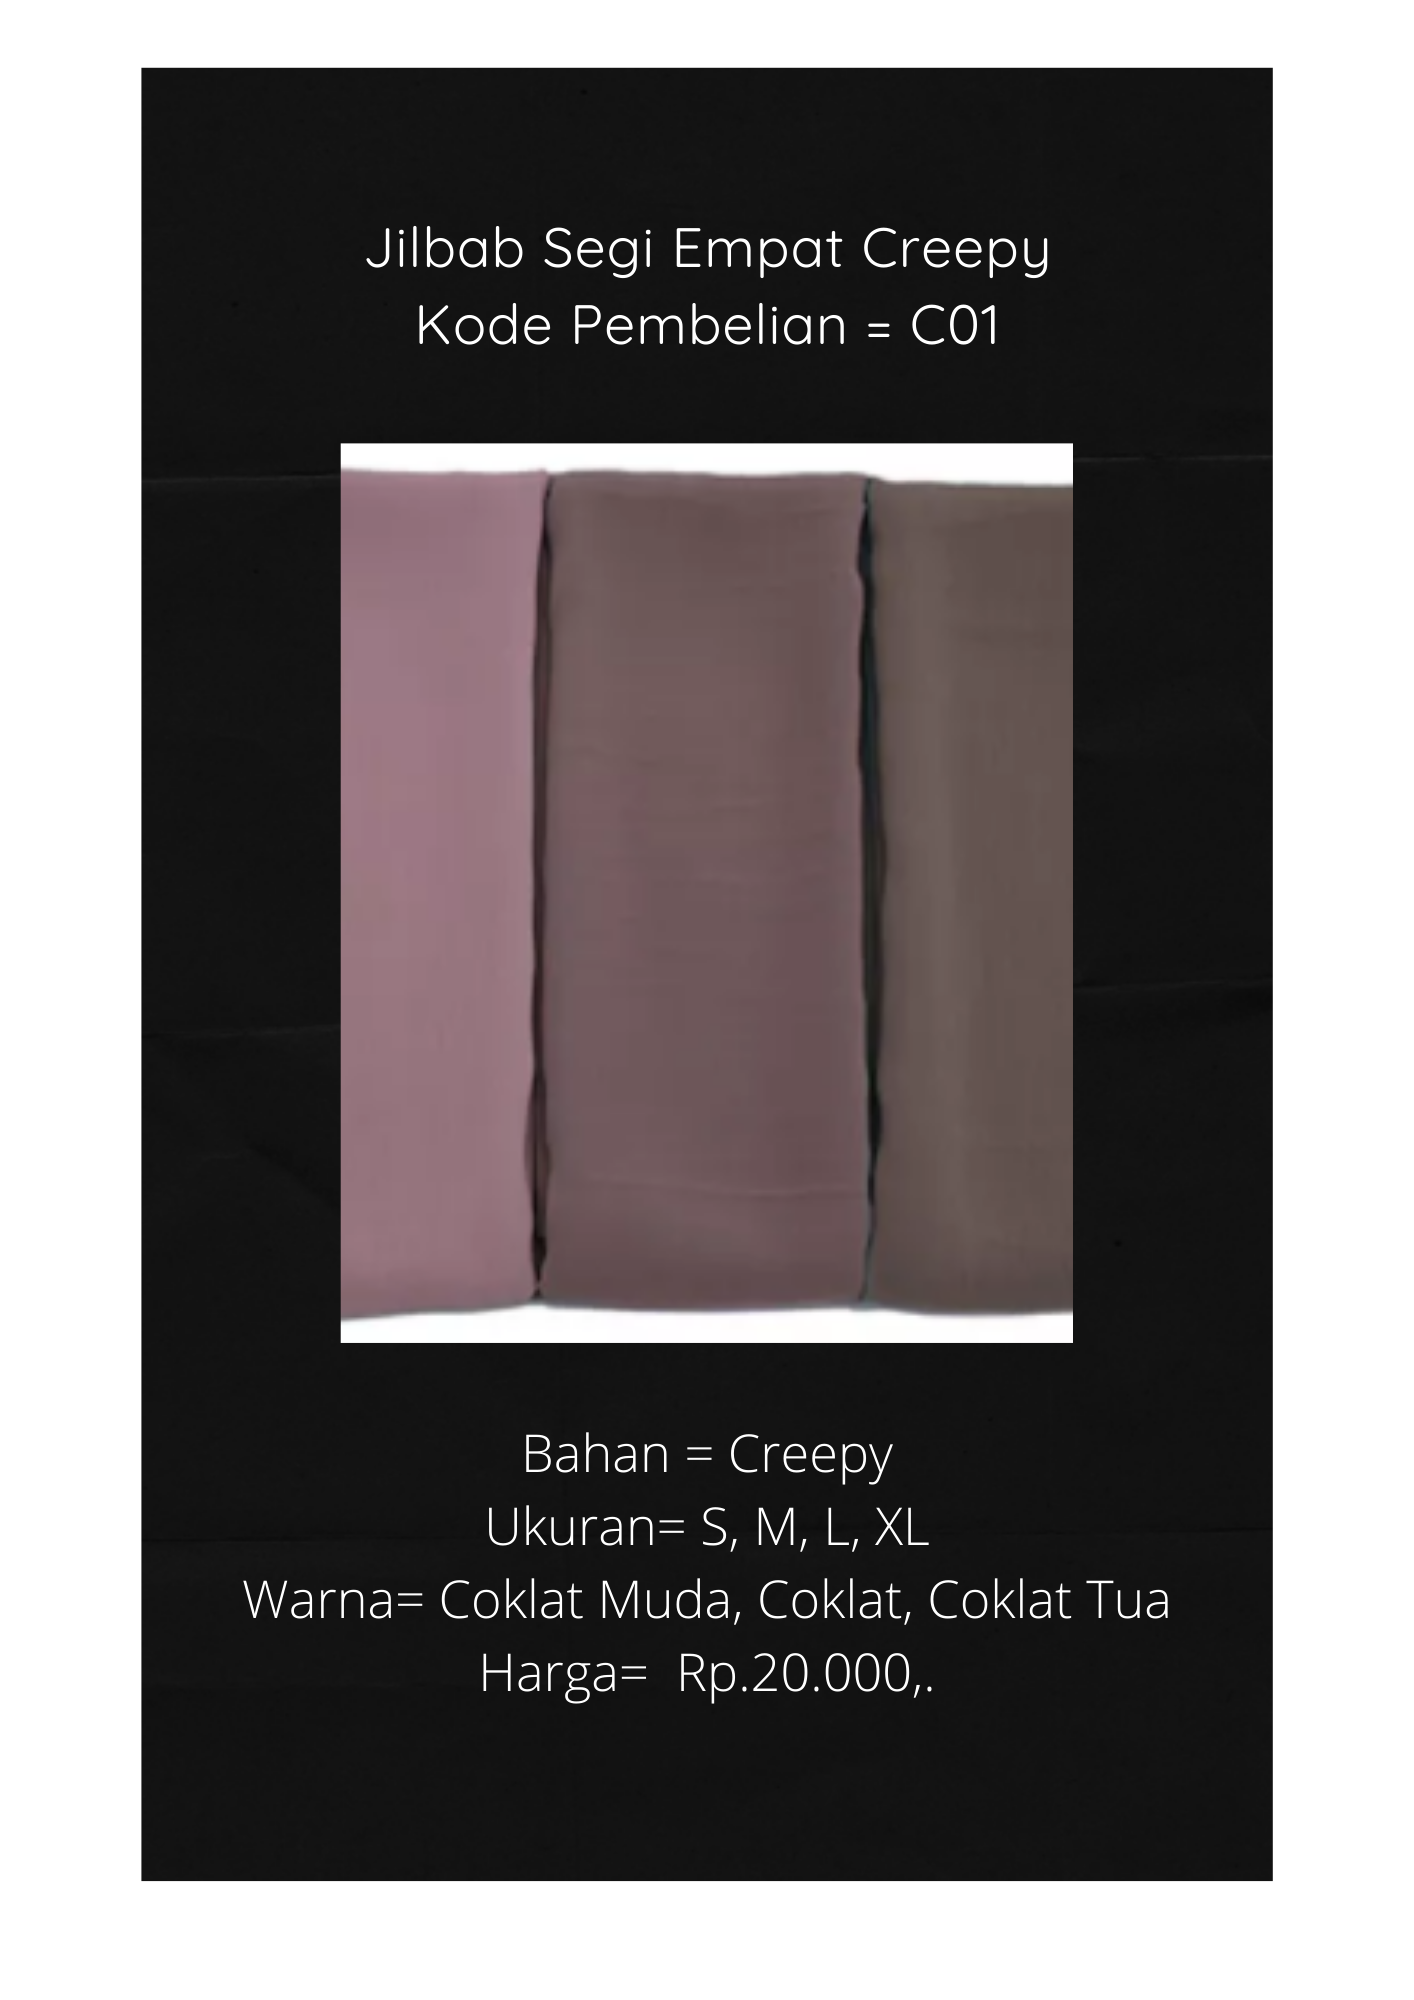 Jilbab Segi Empat Creepy
Kode Pembelian = C01
Bahan = Creepy
Ukuran= S, M, L, XL
Warna= Coklat Muda, Coklat, Coklat Tua
Harga=  Rp.20.000,.